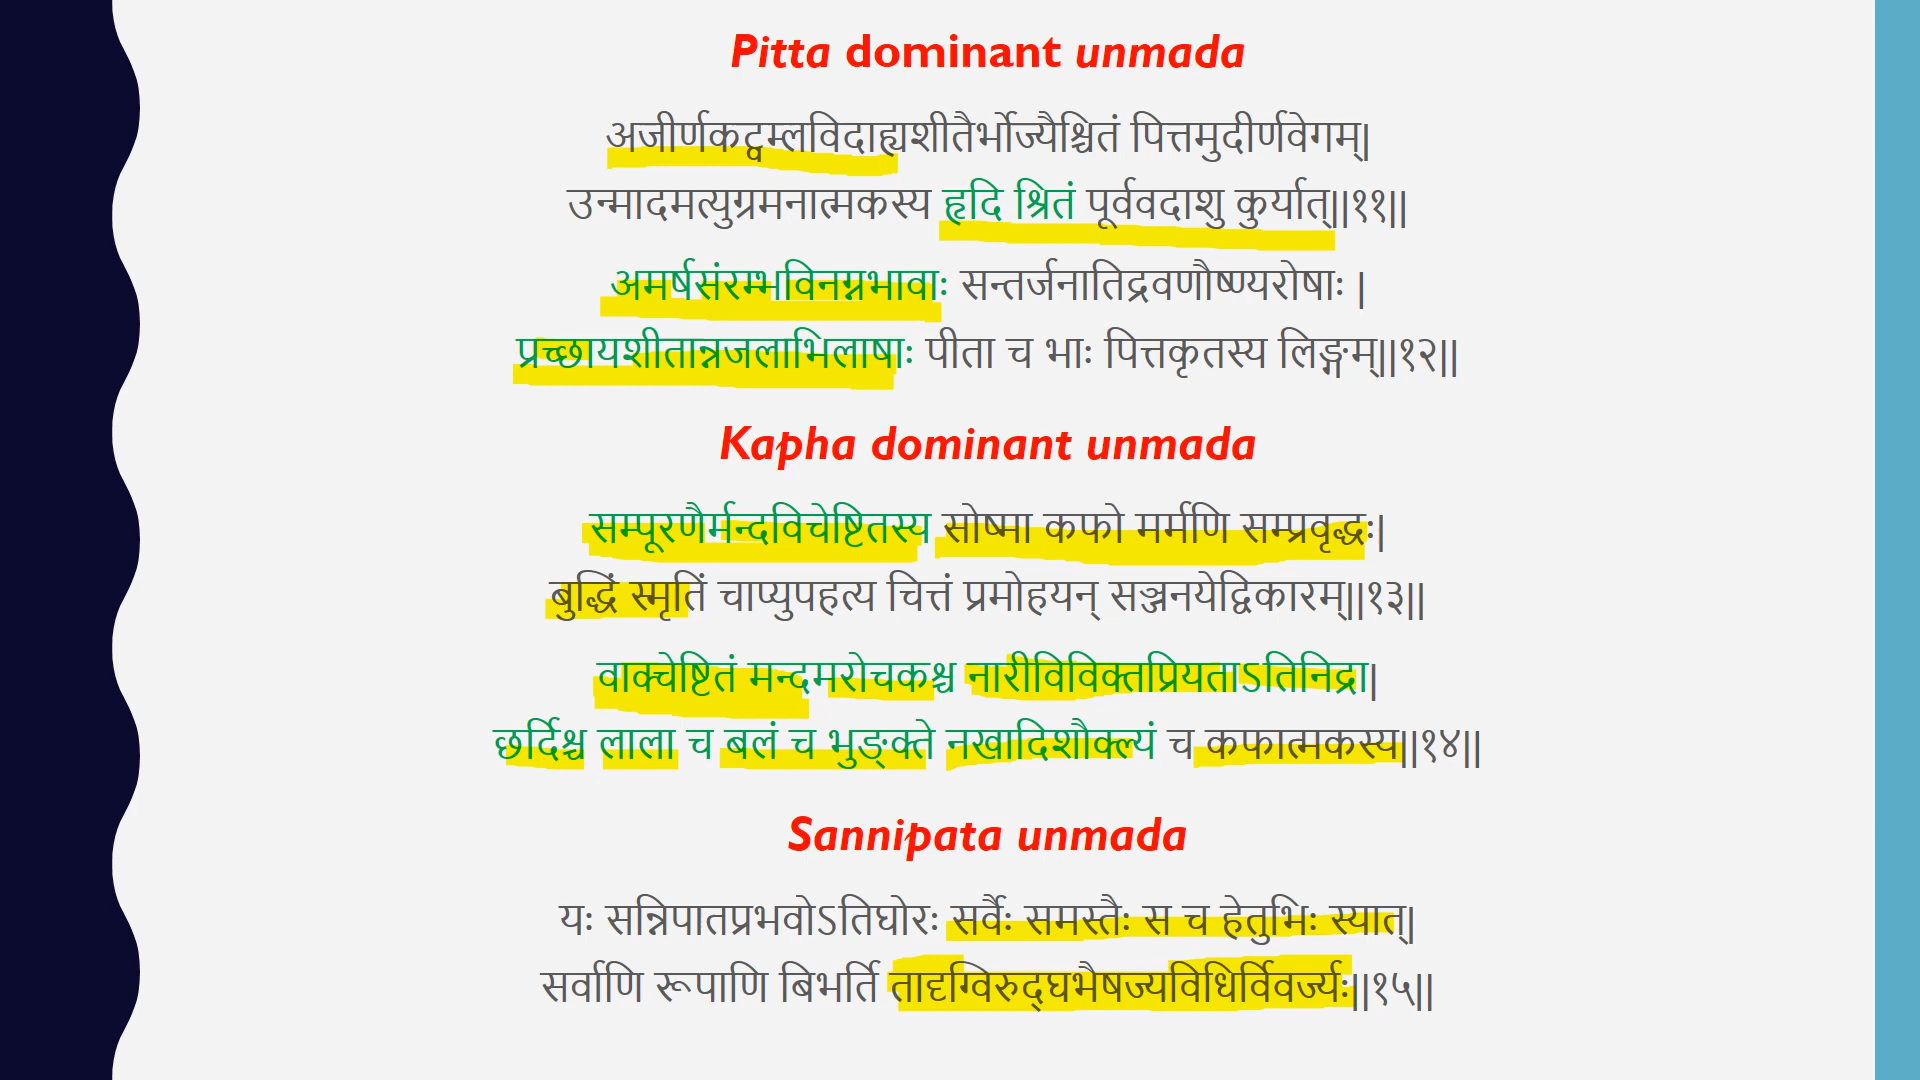 Pitta dominant unmada
अजीर्णकट्वम्लविदाह्यशीतैर्भोज्यैश्चितं पित्तमुदीर्णवेगम्|
उन्मादमत्युग्रमनात्मकस्य हृदि श्रितं पूर्ववदाशु कुर्यात्||११||
अमर्षसंरम्भविनग्नभावाः सन्तर्जनातिद्रवणौष्ण्यरोषाः |
प्रच्छायशीतान्नजलाभिलाषाः पीता च भाः पित्तकृतस्य लिङ्गम्||१२||
Kapha dominant unmada
सम्पूरणैर्मन्दविचेष्टितस्य सोष्मा कफो मर्मणि सम्प्रवृद्धः|
बुद्धिं स्मृतिं चाप्युपहत्य चित्तं प्रमोहयन् सञ्जनयेद्विकारम्||१३||
वाक्चेष्टितं मन्दमरोचकश्च नारीविविक्तप्रियताऽतिनिद्रा|
छर्दिश्च लाला च बलं च भुङ्क्ते नखादिशौक्ल्यं च कफात्मकस्य||१४||
Sannipata unmada
यः सन्निपातप्रभवोऽतिघोरः सर्वैः समस्तैः स च हेतुभिः स्यात्|
सर्वाणि रूपाणि बिभर्ति तादृग्विरुद्घभैषज्यविधिर्विवर्ज्यः||१५||